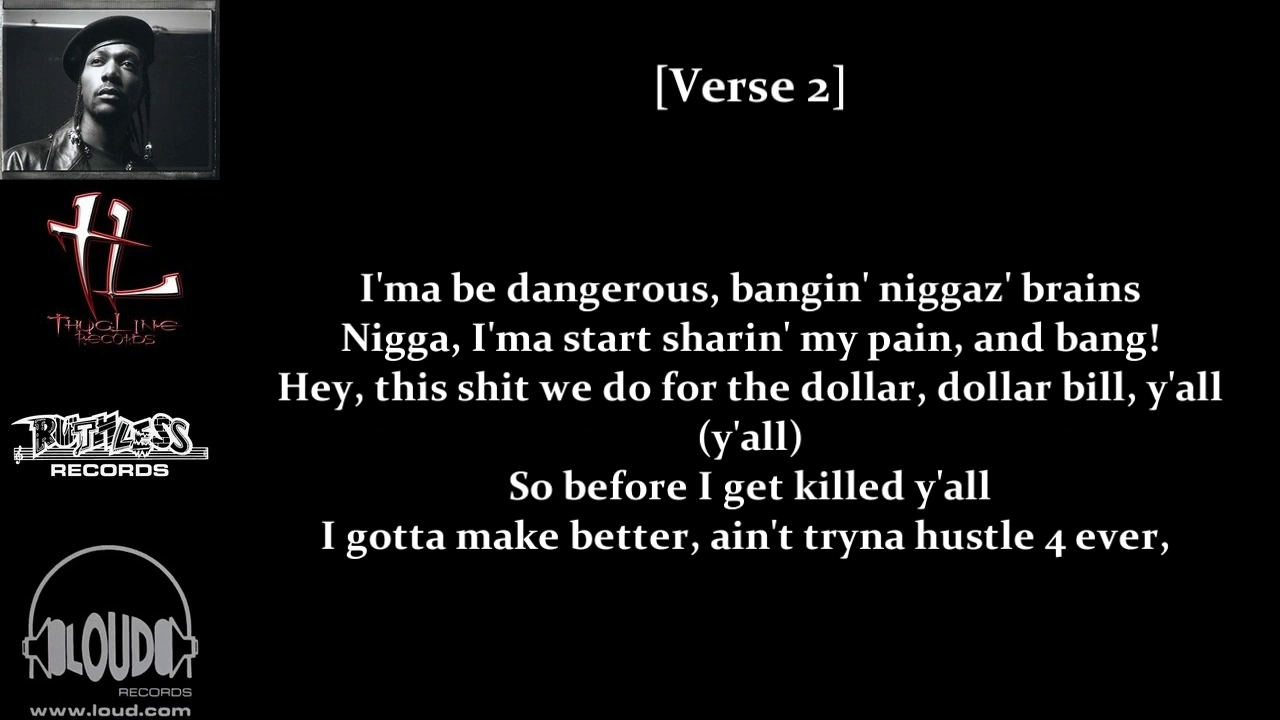 [Verse 2]
I'ma be dangerous, bangin' niggaz' brains
Nigga, I'ma start sharin' my pain, and bang!
Hey, this shit we do for the dollar, dollar bill, y'all
(y'all)
So before I get killed y'all
I gotta make better, ain't tryna hustle 4 ever,
TL
ThugLine
Records
RUTHLESS
RECORDS
LOUD
RECORDS
www.loud.com